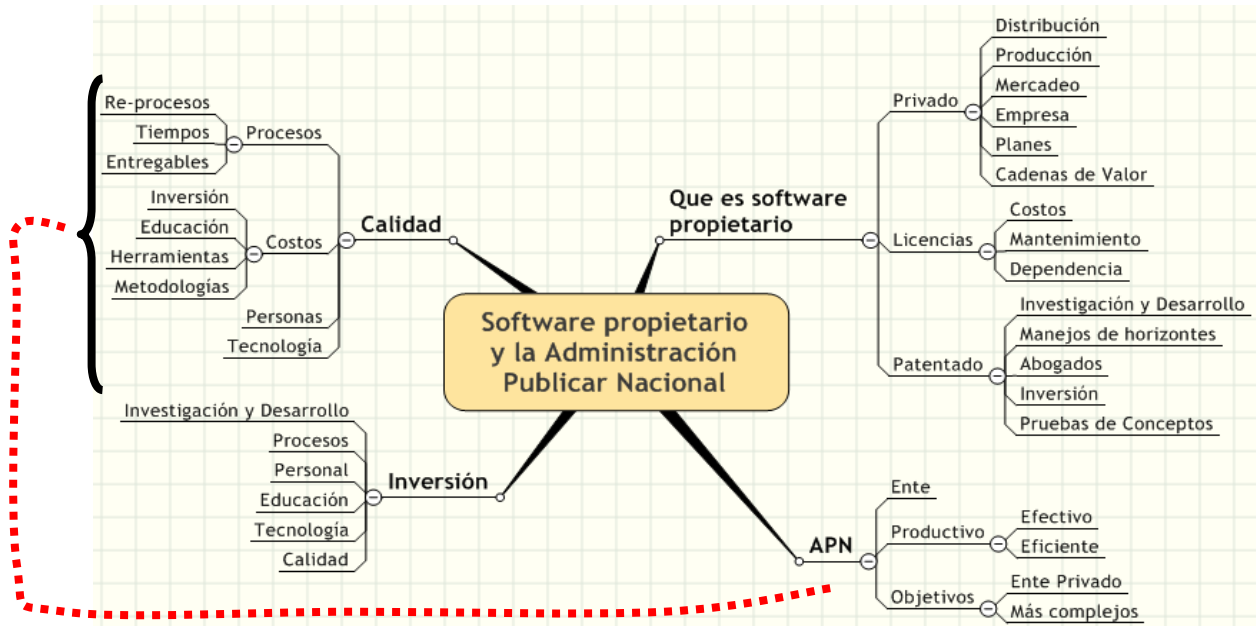 Software propietario
y la Administración
Publicar Nacional
Que es software
propietario
Privado
Distribución
Producción
Mercadeo
Empresa
Planes
Cadenas de Valor
Licencias
Costos
Mantenimiento
Dependencia
Patentado
Investigación y Desarrollo
Manejos de horizontes
Abogados
Inversión
Pruebas de Conceptos
APN
Ente
Productivo
Efectivo
Eficiente
Objetivos
Ente Privado
Más complejos
Calidad
Procesos
Re-procesos
Tiempos
Entregables
Costos
Inversión
Educación
Herramientas
Metodologías
Personas
Tecnología
Inversión
Investigación y Desarrollo
Procesos
Personal
Educación
Tecnología
Calidad